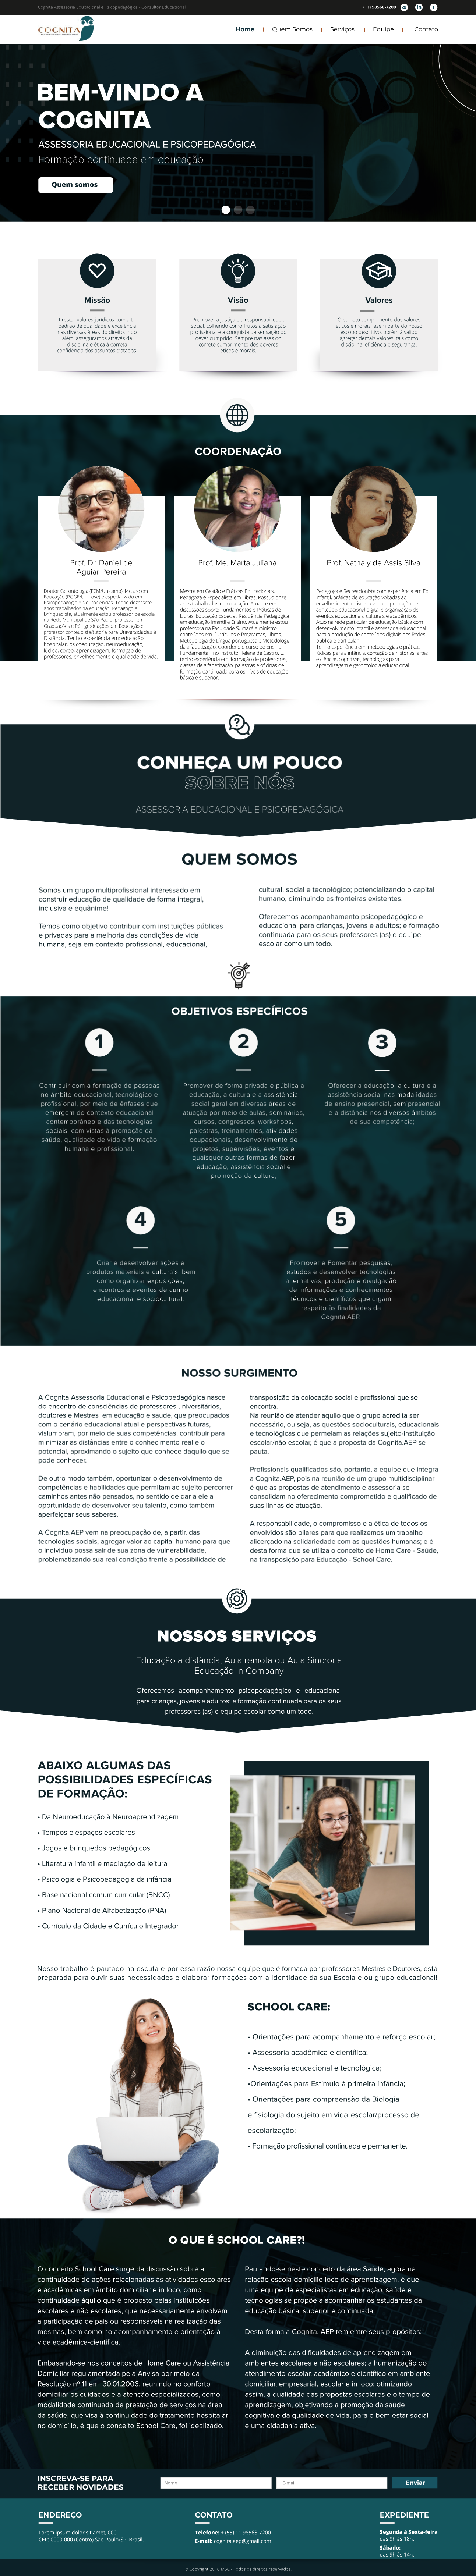 Cognita Assessoria Educacional e Psicopedagógica - Consultor Educacional
(11) 98568-7200
COGNITA
Home
Quem Somos
Serviços
Equipe
Contato
BEM-VINDO A
COGNITA
ASSESSORIA EDUCACIONAL E PSICOPEDAGÓGICA
Formação continuada em educação
Quem somos
Missão
Prestar valores jurídicos com alto
padrão de qualidade e excelência
nas diversas áreas do direito. Indo
além, asseguramos através da
disciplina e ética à correta
confidência dos assuntos tratados.
Visão
Promover a justiça e a responsabilidade
social, colhendo como frutos a satisfação
profissional e a conquista da sensação do
dever cumprido. Sempre nas asas do
correto cumprimento dos deveres
éticos e morais.
Valores
O correto cumprimento dos valores
éticos e morais fazem parte do nosso
escopo descritivo, porém é válido
agregar demais valores, tais como
disciplina, eficiência e segurança.
COORDENAÇÃO
Prof. Dr. Daniel de
Aguiar Pereira
Doutor Gerontologia (FCM/Unicamp), Mestre em
Educação (PGGE/Uninove) e especializado em
Psicopedagogia e Neurociências. Tenho dezessete
anos trabalhados na educação. Pedagogo e
Brinquedista, atualmente estou professor de escola
na Rede Municipal de São Paulo, professor em
Graduações e Pós-graduações em Educação e
professor consultor/assessoria para Universidades à
Distância. Tenho experiência em: educação
hospitalar, psicoeducação, neuroeducação,
lúdico, corpo, aprendizagem, formação de
professores, envelhecimento e qualidade de vida.
Prof. Me. Marta Juliana
Mestra em Gestão e Práticas Educacionais,
Pedagoga e Especialista em Libras. Possuo onze
anos trabalhados na educação. Atuante em
discussões sobre: Fundamentos e Práticas de
Libras, Educação Especial e Inclusiva, Brinquedos
em educação e Ensino Fundamental. Atualmente estou
professora na Faculdade Sumaré e ministro
conteúdos em Currículos e Programas, Libras,
Metodologia de Língua portuguesa e Metodologia
de alfabetização. Coordeno o curso de Ensino
Fundamental I no Instituto Helena de Castro. E,
tenho experiência em: formação de professores,
classes de alfabetização, palestras e oficinas de
formação continuada para os níveis de educação
básica e superior.
Prof. Nathaly de Assis Silva
Pedagoga e Recreacionista com experiência em Ed.
infantil, práticas de educação voltadas ao
envelhecimento ativo e a velhice, produção de
conteúdo educacional digital e organização de
eventos educacionais, culturais e acadêmicos.
Atuo na rede particular de educação básica com
envolvimento infantil e assessoria educacional
para a produção de conteúdos digitais das Redes
publica e particular.
Tenho experiência em: metodologias e práticas
lúdicas para a infância, contação de histórias, artes
e ciências cognitivas, tecnologias para
aprendizagem e gerontologia educacional.
CONHEÇA UM POUCO
SOBRE NÓS
ASSESSORIA EDUCACIONAL E PSICOPEDAGÓGICA
QUEM SOMOS
Somos um grupo multiprofissional interessado em
construir educação de qualidade de forma integral,
inclusiva e equânime!
Temos como objetivo contribuir com instituições públicas
e privadas para a melhoria das condições de vida
humana, seja em contexto profissional, educacional,
cultural, social e tecnológico; potencializando o capital
humano, diminuindo as fronteiras existentes.
Oferecemos acompanhamento psicopedagógico e
educacional para crianças, jovens e adultos; e formação
continuada para os seus professores (as) e equipe
escolar como um todo.
OBJETIVOS ESPECÍFICOS
1
Contribuir com a formação de pessoas
no âmbito educacional, tecnológico e
profissional, por meio de ênfases que
emergem do contexto educacional
contemporâneo e das tecnologias
sociais, com vistas à promoção da
saúde, qualidade de vida e formação
humana e profissional.
2
Promover de forma privada e pública a
educação, a cultura e a assistência
social geral em diversas áreas de
atuação por meio de aulas, seminários,
cursos, congressos, workshops,
palestras, treinamentos, atividades
ocupacionais, desenvolvimento de
projetos, supervisões, eventos e
quaisquer outras formas de fazer
educação, assistência social e
promoção da cultura;
3
Oferecer a educação, a cultura e a
assistência social nas modalidades
de ensino presencial, semipresencial
e a distância nos diversos âmbitos
de sua competência;
4
Criar e desenvolver ações e
produtos materiais e culturais, bem
como organizar exposições,
encontros e eventos de cunho
educacional e sociocultural;
5
Promover e Fomentar pesquisas,
estudos e desenvolver tecnologias
alternativas, produção e divulgação
de informações e conhecimentos
técnicos e científicos que digam
respeito às finalidades da
Cognita.AEP.
NOSSO SURGIMENTO
A Cognita Assessoria Educacional e Psicopedagógica nasce
do encontro de consciências de professores universitários,
doutores e Mestres em educação e saúde, que preocupados
com o cenário educacional atual e perspectivas futuras,
vislumbram, por meio de suas competências, contribuir para
minimizar as distâncias entre o conhecimento real e o
potencial, aproximando o sujeito que conhece daquilo que se
pode conhecer.
De outro modo também, oportunizar o desenvolvimento de
competências e habilidades que permitam ao sujeito percorrer
caminhos antes não pensados, no sentido de dar a ele a
oportunidade de desenvolver seu talento, como também
aperfeiçoar seus saberes.
A Cognita.AEP vem na preocupação de, a partir, das
tecnologias sociais, agregar valor ao capital humano para que
o indivíduo possa sair de sua zona de vulnerabilidade,
problematizando sua real condição frente a possibilidade de
transposição da colocação social e profissional que se
encontra.
Na reunião de atender aquilo que o grupo acredita ser
necessário, ou seja, as questões socioculturais, educacionais
e tecnológicas que permeiam as relações sujeito-instituição
escolar/não escolar, é que a proposta da Cognita.AEP se
pauta.
Profissionais qualificados são, portanto, a equipe que integra
a Cognita.AEP, pois na reunião de um grupo multidisciplinar
é que as propostas de atendimento e assessoria se
consolidam no oferecimento comprometido e qualificado de
suas linhas de atuação.
A responsabilidade, o compromisso e a ética de todos os
envolvidos são pilares para que realizemos um trabalho
alicerçado na solidariedade com as questões humanas; e é
desta forma que se utiliza o conceito de Home Care - Saúde,
na transposição para Educação - School Care.
NOSSOS SERVIÇOS
Educação a distância, Aula remota ou Aula Síncrona
Educação In Company
Oferecemos acompanhamento psicopedagógico e educacional
para crianças, jovens e adultos; e formação continuada para os seus
professores (as) e equipe escolar como um todo.
ABAIXO ALGUMAS DAS
POSSIBILIDADES ESPECÍFICAS
DE FORMAÇÃO:
• Da Neuroeducação à Neuroaprendizagem
• Tempos e espaços escolares
• Jogos e brinquedos pedagógicos
• Literatura infantil e mediação de leitura
• Psicologia e Psicopedagogia da infância
• Base nacional comum curricular (BNCC)
• Plano Nacional de Alfabetização (PNA)
• Currículo da Cidade e Currículo Integrador
Nosso trabalho é pautado na escuta e por essa razão nossa equipe que é formada por professores Mestres e Doutores, está
preparada para ouvir suas necessidades e elaborar formações com a identidade da sua Escola e ou grupo educacional!
SCHOOL CARE:
• Orientações para acompanhamento e reforço escolar;
• Assessoria acadêmica e científica;
• Assessoria educacional e tecnológica;
•Orientações para Estímulo à primeira infância;
• Orientações para compreensão da Biologia
e fisiologia do sujeito em vida escolar/processo de
escolarização;
• Formação profissional continuada e permanente.
O QUE É SCHOOL CARE?!
O conceito School Care surge da discussão sobre a
continuidade de ações relacionadas às atividades escolares
e acadêmicas em âmbito domiciliar e in loco, como
continuidade àquilo que é proposto pelas instituições
escolares e não escolares, que necessariamente envolvam
a participação de pais ou responsáveis na realização das
mesmas, bem como no acompanhamento e orientação à
vida acadêmica-científica.
Embasando-se nos conceitos de Home Care ou Assistência
Domiciliar regulamentada pela Anvisa por meio da
Resolução nº 11 em 30.01.2006, reunindo no conforto
domiciliar os cuidados e a atenção especializados, como
modalidade continuada de prestação de serviços na área
da saúde, que visa à continuidade do tratamento hospitalar
no domicílio, é que o conceito School Care, foi idealizado.
Pautando-se neste conceito da área Saúde, agora na
relação escola-domicílio-loco de aprendizagem, é que
uma equipe de especialistas em educação, saúde e
tecnologias se propõe a acompanhar os estudantes da
educação básica, superior e continuada.
Desta forma a Cognita. AEP tem entre seus propósitos:
A diminuição das dificuldades de aprendizagem em
ambientes escolares e não escolares; a humanização do
atendimento escolar, acadêmico e científico em ambiente
domiciliar, empresarial, escolar e in loco; otimizando
assim, a qualidade das propostas escolares e o tempo de
aprendizagem, objetivando a promoção da saúde
cognitiva e da qualidade de vida, para o bem-estar social
e uma cidadania ativa.
INSCREVA-SE PARA
RECEBER NOVIDADES
Nome
E-mail
Enviar
ENDEREÇO
Lorem ipsum dolor sit amet, 000
CEP: 0000-000 (Centro) São Paulo/SP, Brasil.
CONTATO
Telefone: + (55) 11 98568-7200
E-mail: cognita.aep@gmail.com
EXPEDIENTE
Segunda á Sexta-feira
das 9h ás 18h.
Sábado:
das 9h ás 14h.
© Copyright 2018 MSC - Todos os direitos reservados.